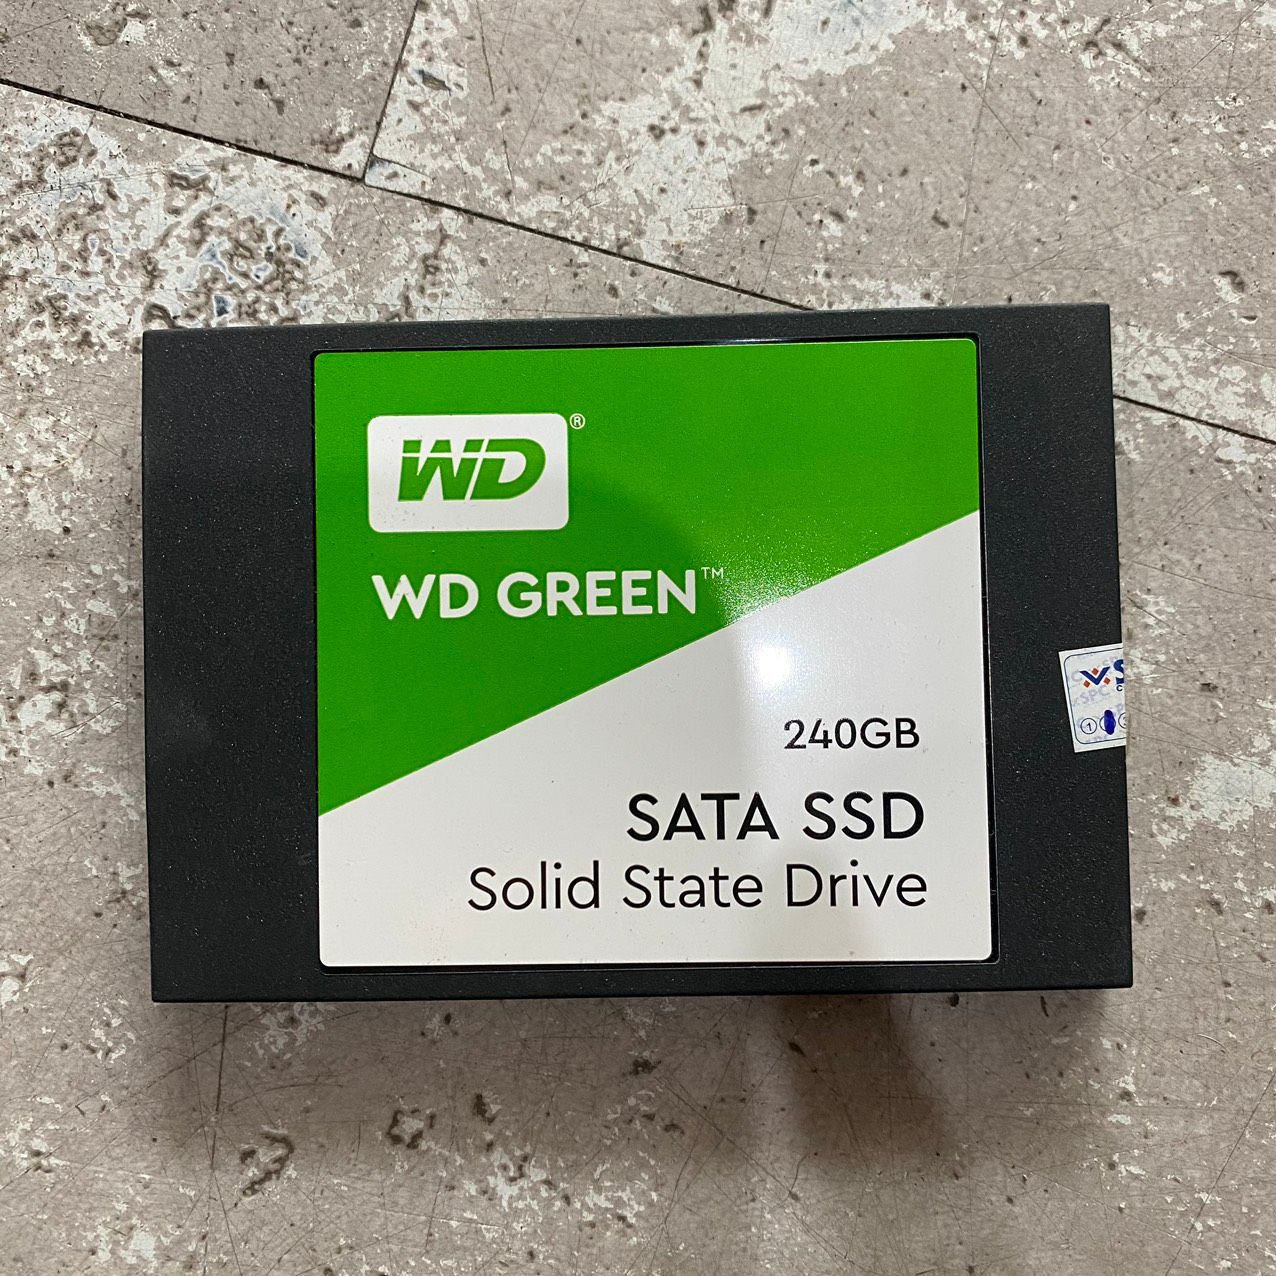 WD®
WD GREEN™
240GB
SATA SSD
Solid State Drive